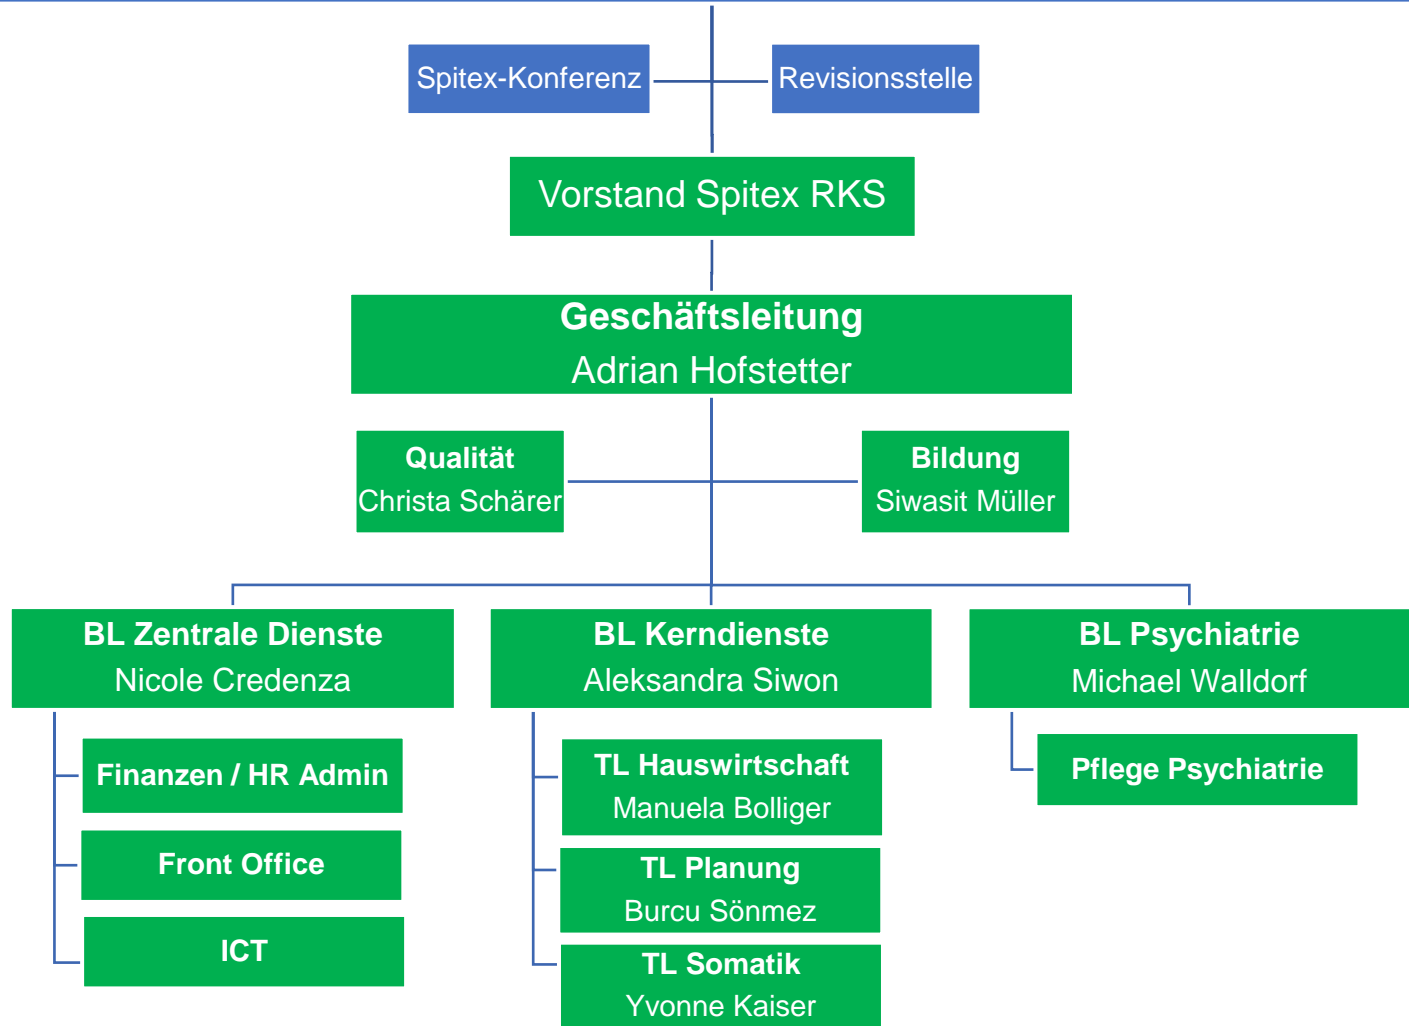 Spitex-Konferenz
Revisionsstelle
Vorstand Spitex RKS
Geschäftsleitung
Adrian Hofstetter
Qualität
Christa Schärer
Bildung
Siwasit Müller
BL Zentrale Dienste
Nicole Credenza
BL Kerndienste
Aleksandra Siwon
BL Psychiatrie
Michael Walldorf
Finanzen / HR Admin
Front Office
ICT
TL Hauswirtschaft
Manuela Bolliger
TL Planung
Burcu Sönmez
TL Somatik
Yvonne Kaiser
Pflege Psychiatrie